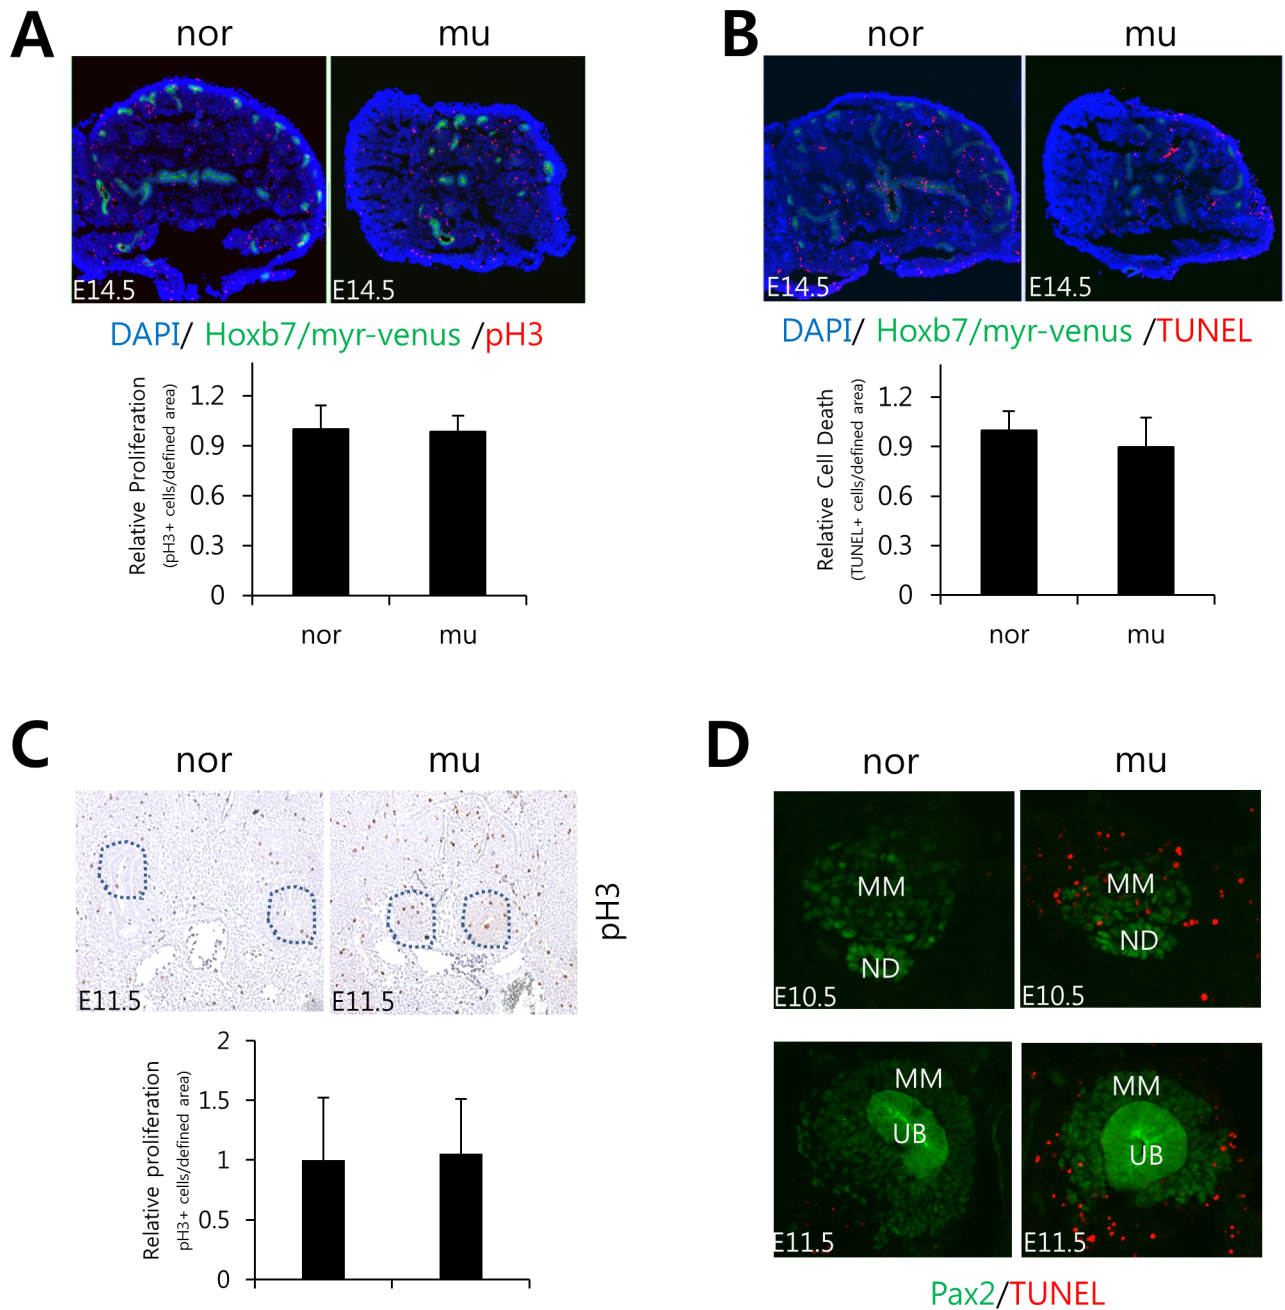 A
nor mu
E14.5 E14.5
DAPI/ Hoxb7/myr-venus /pH3
Relative Proliferation
(pH3+ cells/defined area)
1.2
0.9
0.6
0.3
0
nor mu
B
nor mu
E14.5 E14.5
DAPI/ Hoxb7/myr-venus /TUNEL
Relative Cell Death
(TUNEL+ cells/defined area)
1.2
0.9
0.6
0.3
0
nor mu
C
nor mu
pH3
E11.5 E11.5
Relative proliferation
pH3+ cells/defined area)
2
1.5
1
0.5
0
D
nor mu
MM MM
ND ND
E10.5 E10.5
MM MM
UB UB
E11.5 E11.5
Pax2/TUNEL